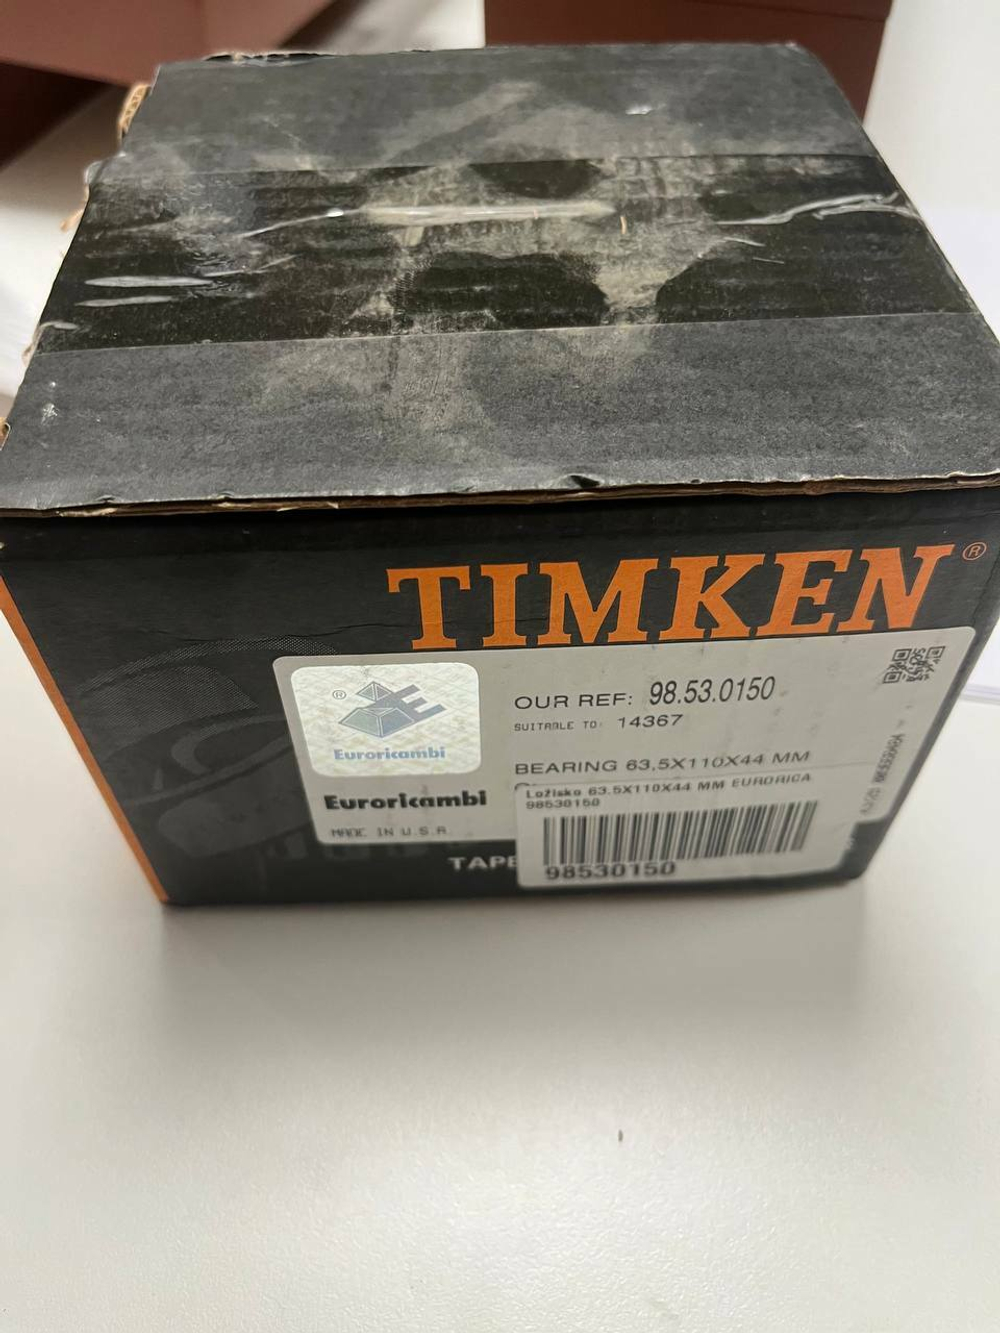 TIMKEN®
®
Euroricambi
Euroricambi
MADE IN U.S.A.
OUR REF: 98.53.0150
SUITABLE TO: 14367
BEARING 63,5X110X44 MM
Ložisko 63.5X110X44 MM EURORICA
98530150
98530150
TAPE